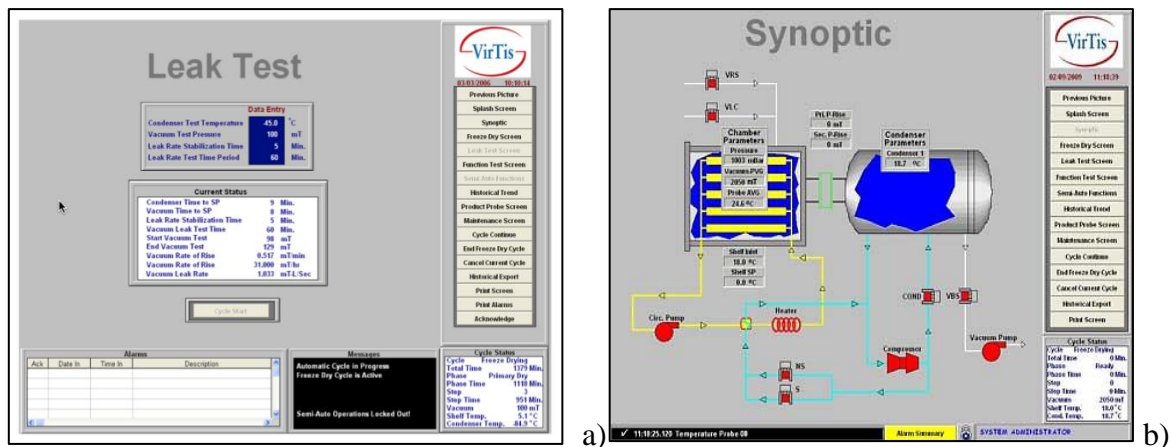 Leak Test
VirTis
03/03/2006 10:10:14
Data Entry
Condenser Test Temperature 45.0 °C
Vacuum Test Pressure 100 mT
Leak Rate Stabilization Time 5 Min.
Leak Rate Test Time Period 60 Min.
Current Status
Condenser Time to SP 9 Min.
Vacuum Time to SP 8 Min.
Leak Rate Stabilization Time 5 Min.
Vacuum Leak Test Time 60 Min.
Start Vacuum Test 98 mT
End Vacuum Test 129 mT
Vacuum Rate of Rise 0.517 mT/min
Vacuum Rate of Rise 31.000 mT/hr
Vacuum Leak Rate 1.033 mT-L/Sec
Cycle Start
Previous Picture
Splash Screen
Synoptic
Freeze Dry Screen
Leak Test Screen
Function Test Screen
Semi-Auto Functions
Historical Trend
Product Probe Screen
Maintenance Screen
Cycle Continue
End Freeze Dry Cycle
Cancel Current Cycle
Historical Export
Print Screen
Print Alarms
Acknowledge
Alarms
Ack Date In Time In Description
Messages
Automatic Cycle in Progress
Freeze Dry Cycle is Active
Semi-Auto Operations Locked Out!
Cycle Status
Cycle Freeze Drying
Total Time 1379 Min.
Phase Primary Dry
Phase Time 1118 Min.
Step 3
Step Time 951 Min.
Vacuum 100 mT
Shelf Temp. 5.1 °C
Condenser Temp. -84.9 °C
a)
Synoptic
VirTis
02/09/2009 11:18:39
VRS
VLC
Pri. P-Rise
0 mT
Sec. P-Rise
0 mT
Chamber Parameters
Pressure
1003 mBar
Vacuum-PVG
2050 mT
Probe AVG
24.6 °C
Condenser Parameters
Condenser 1
18.7 °C
Shelf Inlet
18.0 °C
Shelf SP
0.0 °C
Circ. Pump
Heater
COND
VBS
Vacuum Pump
Compressor
NS
S
Previous Picture
Splash Screen
Synoptic
Freeze Dry Screen
Leak Test Screen
Function Test Screen
Semi-Auto Functions
Historical Trend
Product Probe Screen
Maintenance Screen
Cycle Continue
End Freeze Dry Cycle
Cancel Current Cycle
Historical Export
Print Screen
Cycle Status
Cycle Freeze Drying
Total Time 0 Min.
Phase Ready
Phase Time 0 Min.
Step 0
Step Time 0 Min.
Vacuum 2050 mT
Shelf Temp. 18.0 °C
Cond. Temp. 18.7 °C
✓ 11:18:25.120 Temperature Probe 08
Alarm Summary
SYSTEM ADMINISTRATOR
b)